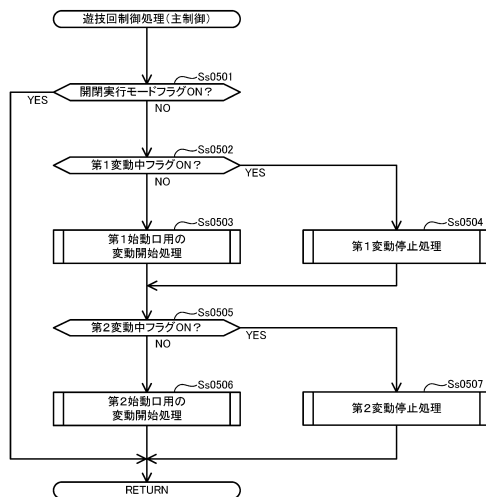 遊技回制御処理(主制御)
Ss0501
開閉実行モードフラグON?
YES
NO
Ss0502
第1変動中フラグON?
YES
NO
Ss0503
第1始動口用の
変動開始処理
Ss0504
第1変動停止処理
Ss0505
第2変動中フラグON?
YES
NO
Ss0506
第2始動口用の
変動開始処理
Ss0507
第2変動停止処理
RETURN